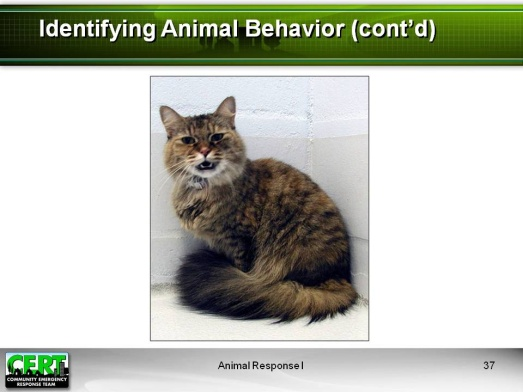 Identifying Animal Behavior (cont'd)
CERT
COMMUNITY EMERGENCY
RESPONSE TEAM
Animal Response I
37